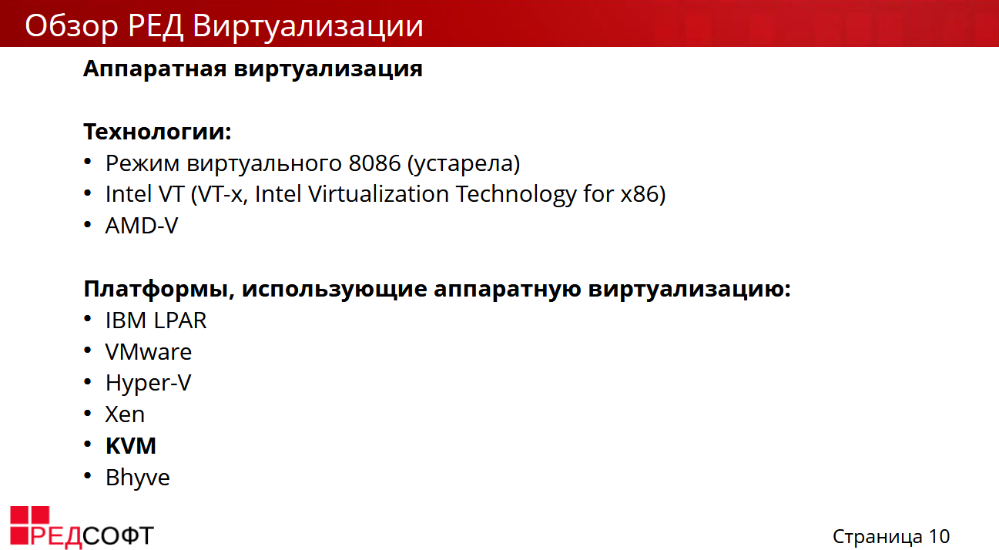 Обзор РЕД Виртуализации
Аппаратная виртуализация
Технологии:
• Режим виртуального 8086 (устарела)
• Intel VT (VT-x, Intel Virtualization Technology for x86)
• AMD-V
Платформы, использующие аппаратную виртуализацию:
• IBM LPAR
• VMware
• Hyper-V
• Xen
• KVM
• Bhyve
РЕДСОФТ
Страница 10